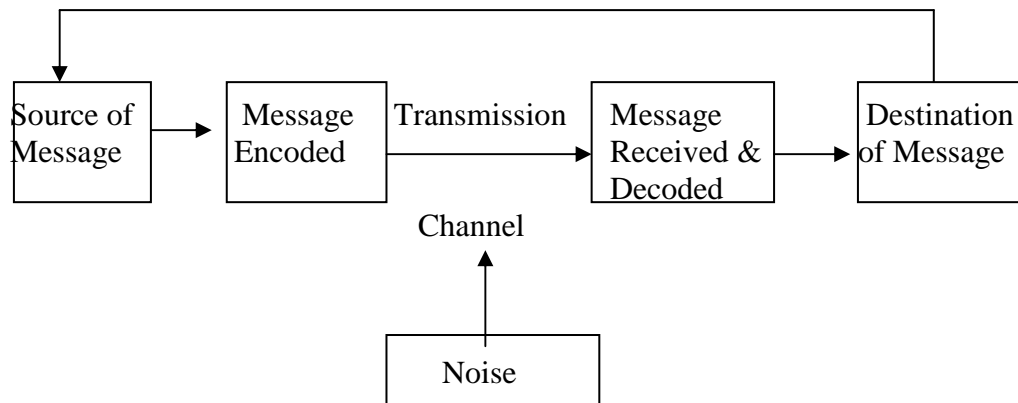 Source of
Message
Message
Encoded
Transmission
Message
Received &
Decoded
Destination
of Message
Channel
Noise